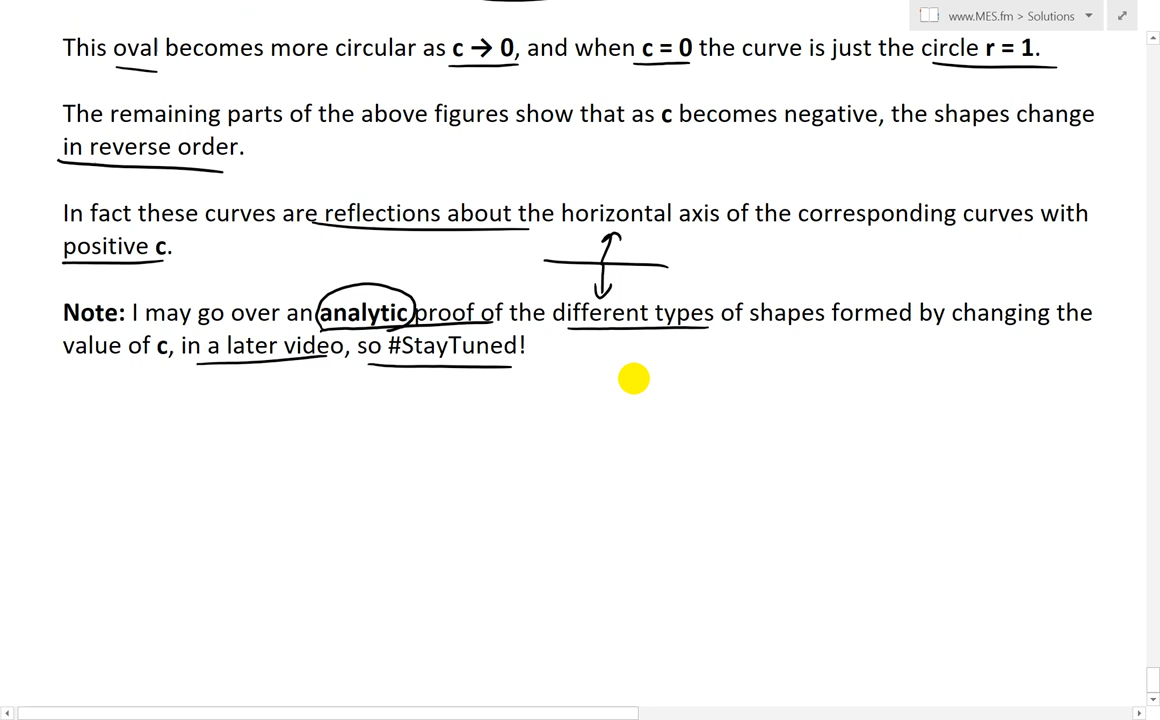 www.MES.fm > Solutions
This oval becomes more circular as c → 0, and when c = 0 the curve is just the circle r = 1.
The remaining parts of the above figures show that as c becomes negative, the shapes change
in reverse order.
In fact these curves are reflections about the horizontal axis of the corresponding curves with
positive c.
Note: I may go over an analytic proof of the different types of shapes formed by changing the
value of c, in a later video, so #StayTuned!